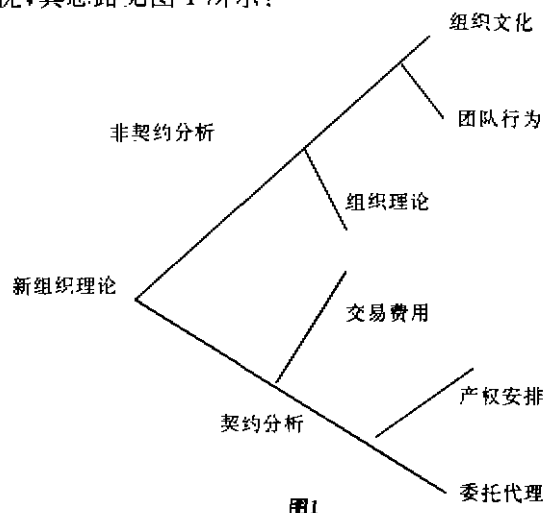 组织文化
团队行为
非契约分析
组织理论
新组织理论
交易费用
产权安排
契约分析
委托代理
图1